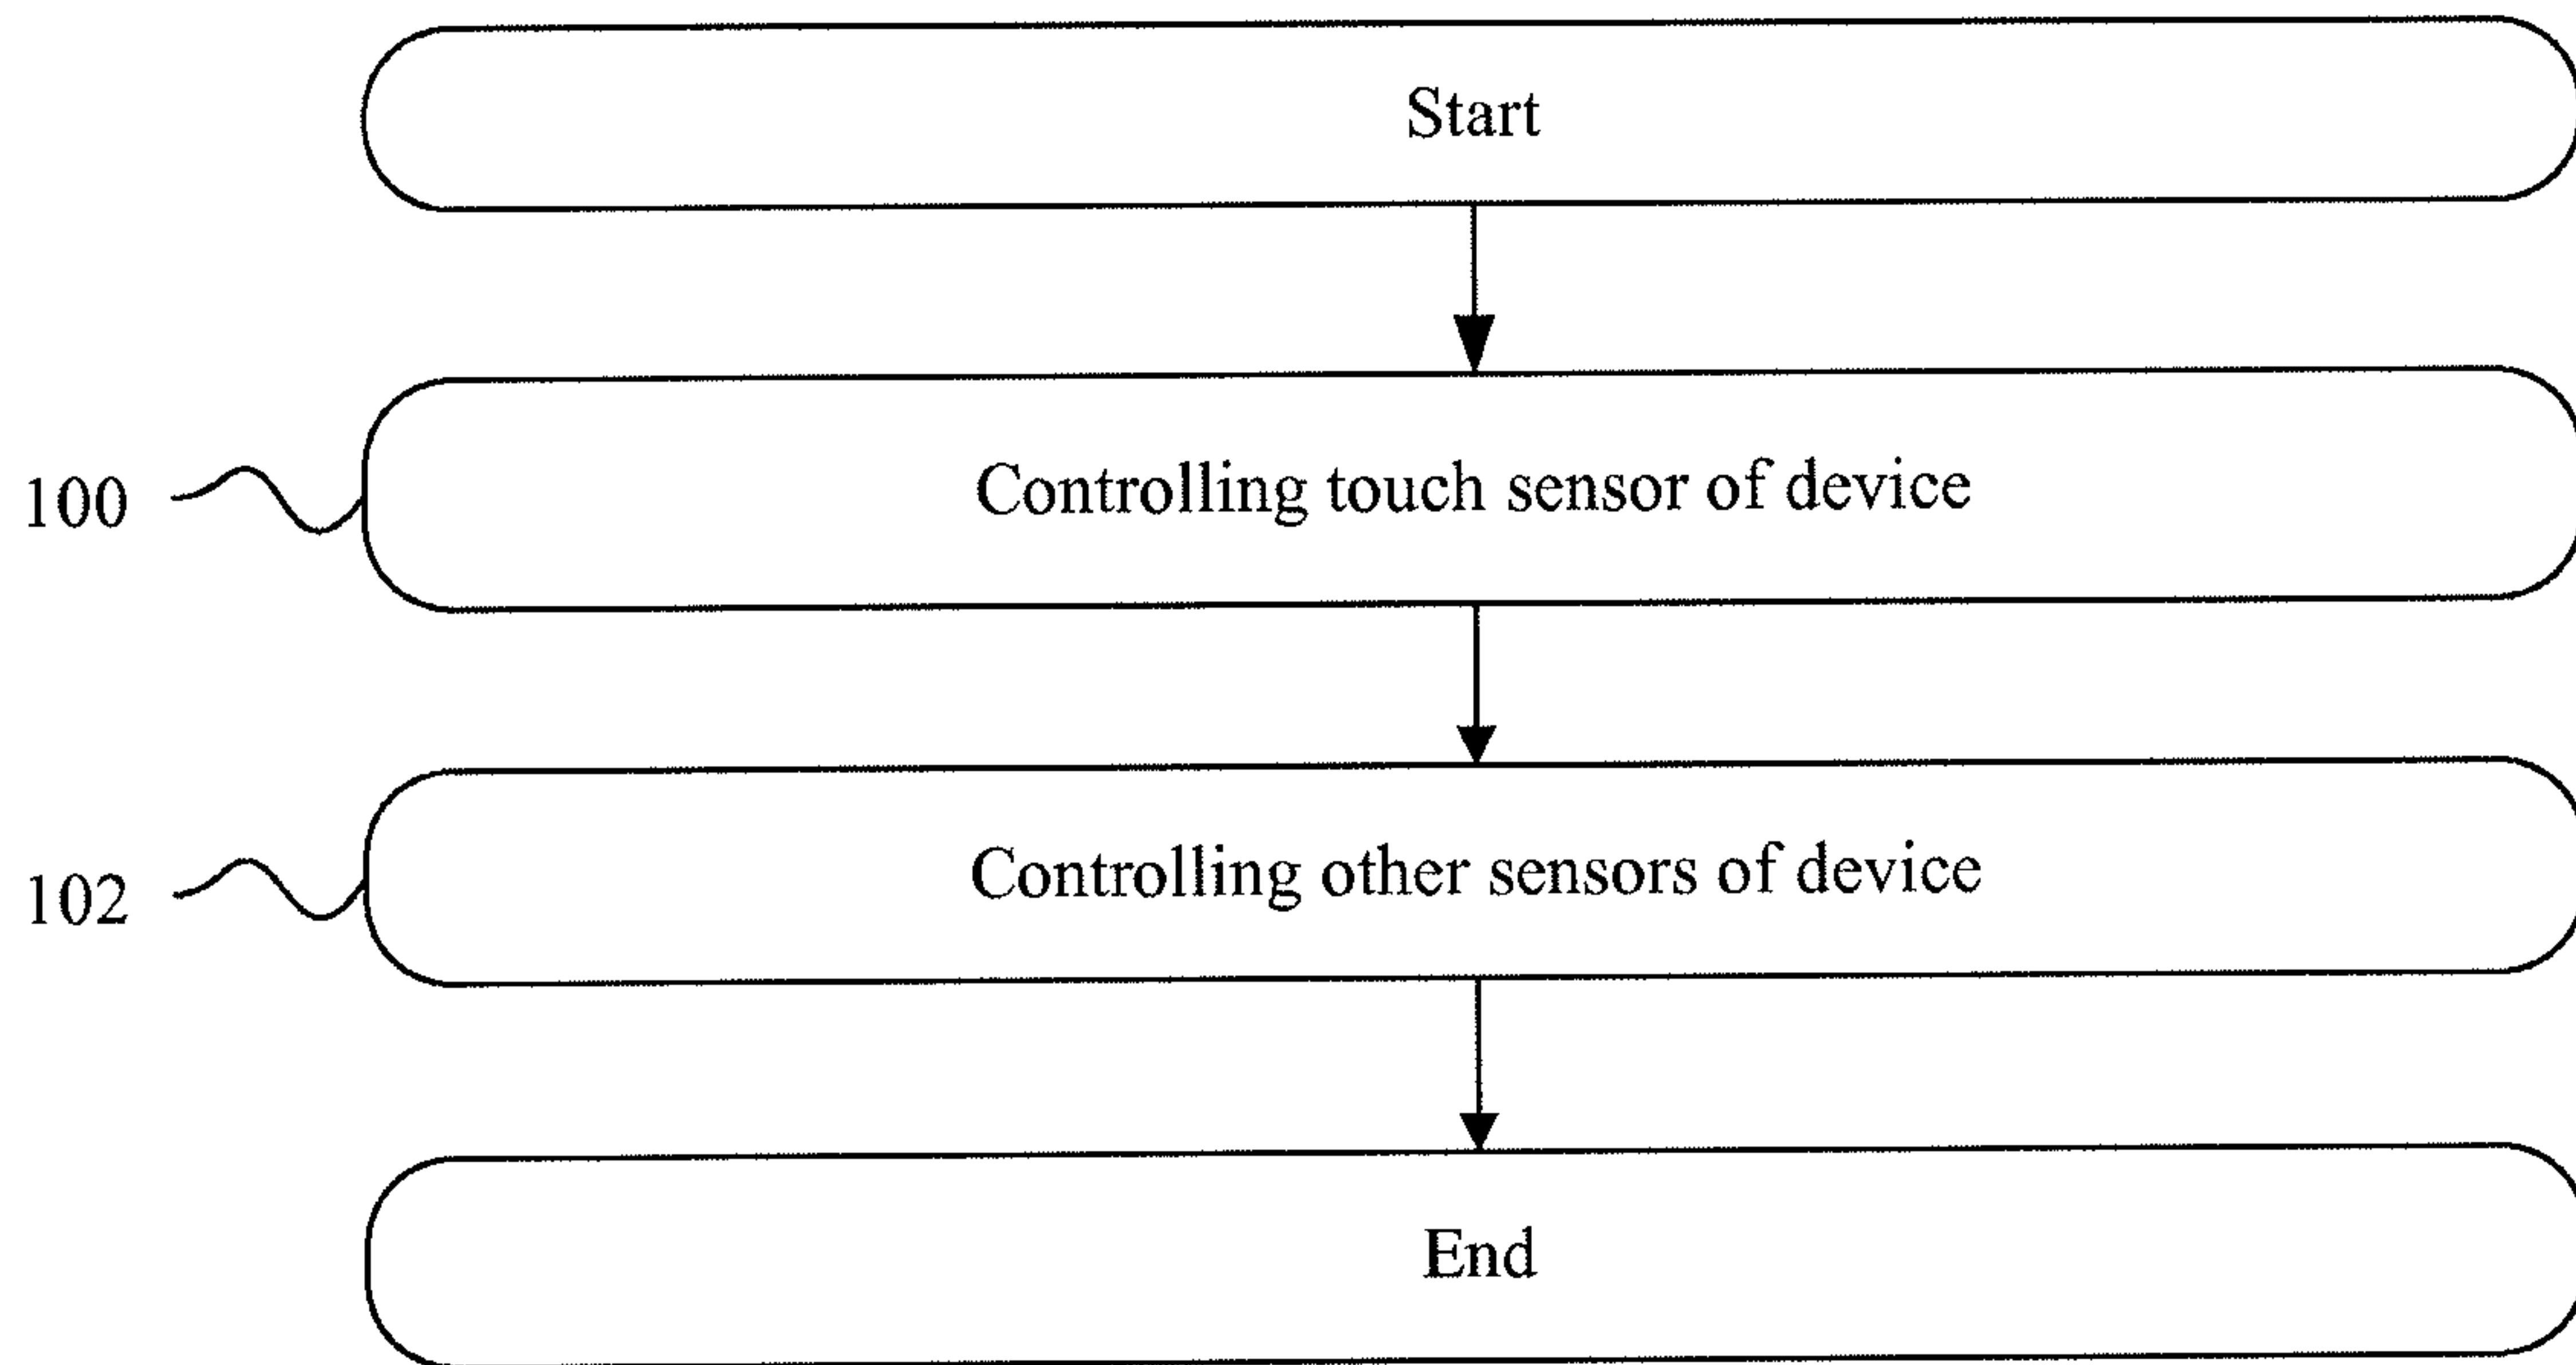 Start
100
Controlling touch sensor of device
102
Controlling other sensors of device
End